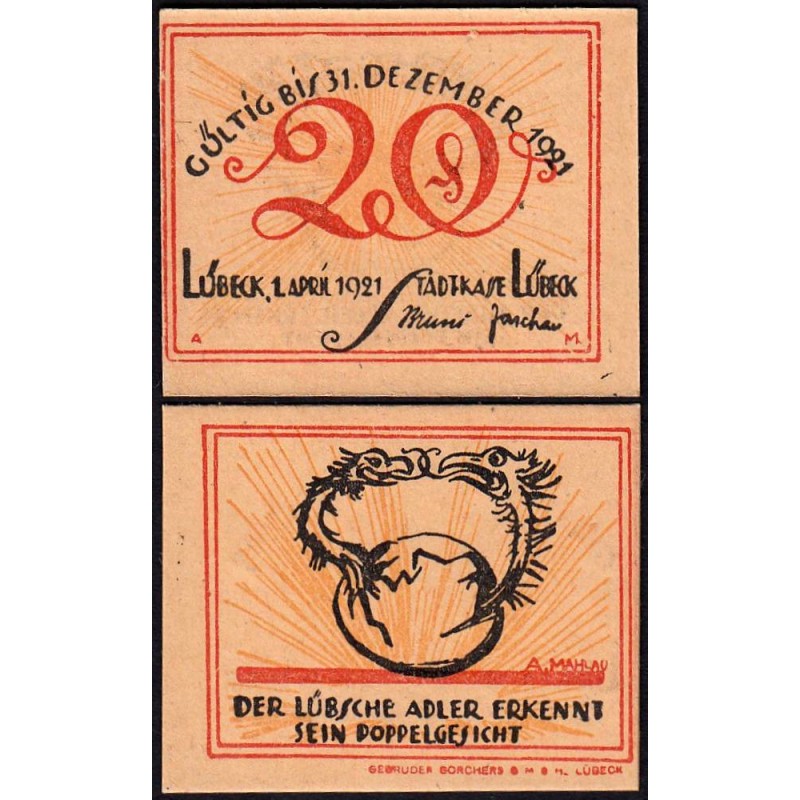 GÜLTIG BIS 31. DEZEMBER 1921
20
LÜBECK, 1. APRIL 1921 STADTKASSE LÜBECK
A M.
A. MAHLAU
DER LÜBSCHE ADLER ERKENNT
SEIN DOPPELGESICHT
GEBRÜDER BORCHERS G M B H. LÜBECK